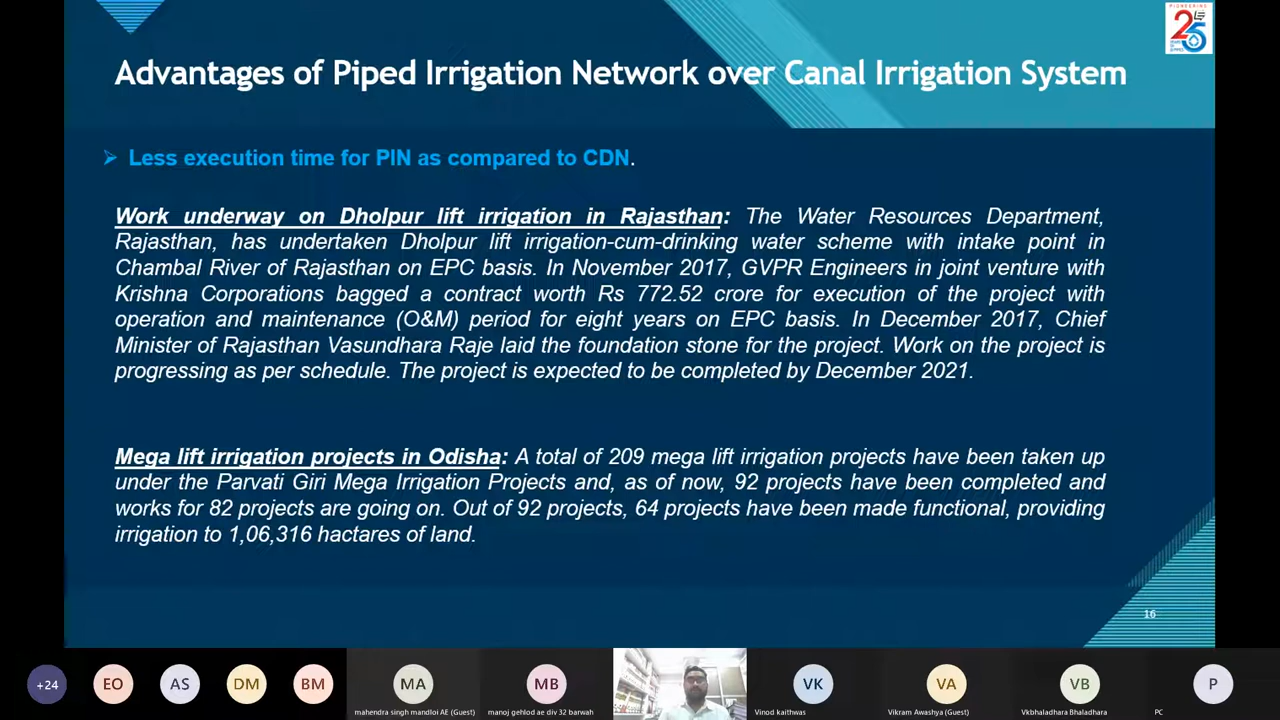 PIONEERING
25
Advantages of Piped Irrigation Network over Canal Irrigation System
➢ Less execution time for PIN as compared to CDN.
Work underway on Dholpur lift irrigation in Rajasthan: The Water Resources Department,
Rajasthan, has undertaken Dholpur lift irrigation-cum-drinking water scheme with intake point in
Chambal River of Rajasthan on EPC basis. In November 2017, GVPR Engineers in joint venture with
Krishna Corporations bagged a contract worth Rs 772.52 crore for execution of the project with
operation and maintenance (O&M) period for eight years on EPC basis. In December 2017, Chief
Minister of Rajasthan Vasundhara Raje laid the foundation stone for the project. Work on the project is
progressing as per schedule. The project is expected to be completed by December 2021.
Mega lift irrigation projects in Odisha: A total of 209 mega lift irrigation projects have been taken up
under the Parvati Giri Mega Irrigation Projects and, as of now, 92 projects have been completed and
works for 82 projects are going on. Out of 92 projects, 64 projects have been made functional, providing
irrigation to 1,06,316 hactares of land.
16
+24 EO AS DM BM MA MB VK VA VB P
mahendra singh mandloi AE (Guest) manoj gehlod ae div 32 barwah Vinod kaithwas Vikram Awashya (Guest) Vkbhaladhara Bhaladhara PC